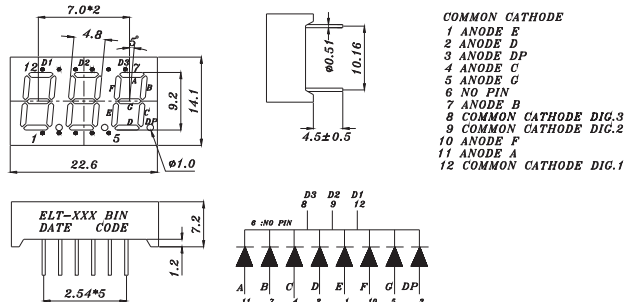 7.0*2
4.8
5°
12 D1 D2 D3 7
A
F B
G
E C
D DP
1 5
9.2
14.1
22.6
ø1.0
ø0.51
10.16
4.5±0.5
COMMON CATHODE
1 ANODE E
2 ANODE D
3 ANODE DP
4 ANODE C
5 ANODE G
6 NO PIN
7 ANODE B
8 COMMON CATHODE DIG.3
9 COMMON CATHODE DIG.2
10 ANODE F
11 ANODE A
12 COMMON CATHODE DIG.1
ELT-XXX BIN
DATE CODE
7.2
1.2
2.54*5
D3 D2 D1
8 9 12
6 :NO PIN
A B C D E F G DP
11 7 4 2 1 10 5 3